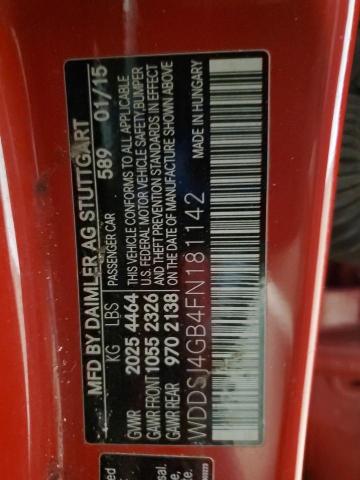 MFD BY DAIMLER AG STUTTGART
PASSENGER CAR 589 01/15
KG LBS
GVWR 2025 4464
GAWR FRONT 1055 2326
GAWR REAR 970 2138
THIS VEHICLE CONFORMS TO ALL APPLICABLE
U.S. FEDERAL MOTOR VEHICLE SAFETY, BUMPER
AND THEFT PREVENTION STANDARDS IN EFFECT
ON THE DATE OF MANUFACTURE SHOWN ABOVE
MADE IN HUNGARY
WDDSJ4GB4FN181142